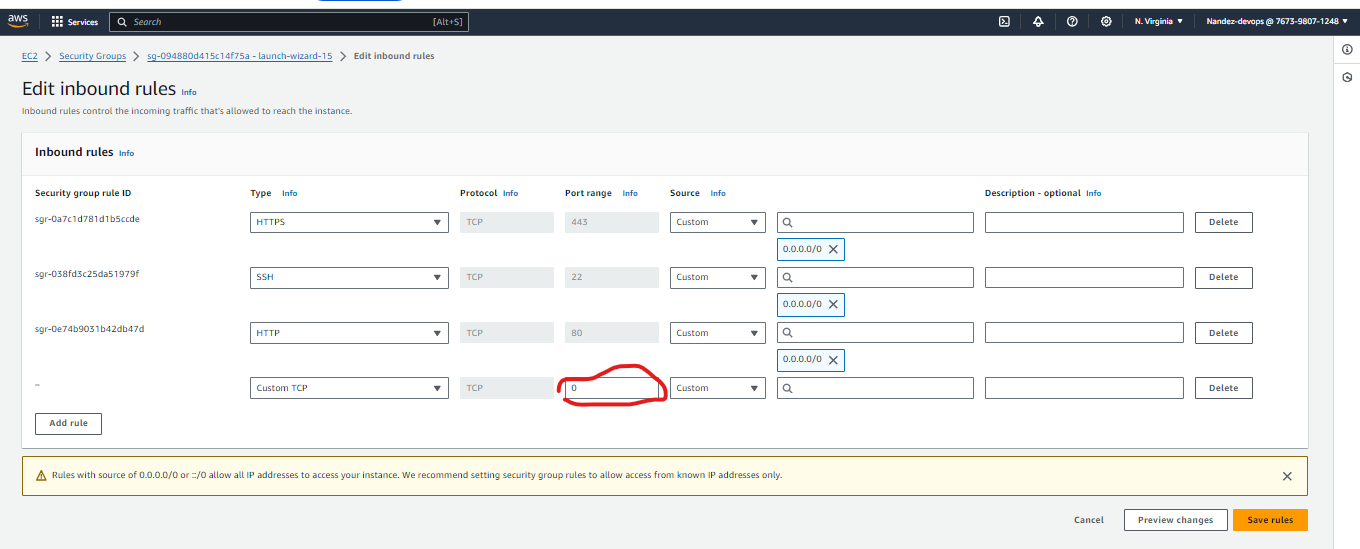 aws Services Search [Alt+S] N. Virginia Nandez-devops @ 7673-9807-1248
EC2 Security Groups sg-094880d415c14f75a - launch-wizard-15 Edit inbound rules
Edit inbound rules Info
Inbound rules control the incoming traffic that's allowed to reach the instance.
Inbound rules Info
Security group rule ID Type Info Protocol Info Port range Info Source Info Description - optional Info
sgr-0a7c1d781d1b5ccde HTTPS TCP 443 Custom Delete
0.0.0.0/0
sgr-038fd3c25da51979f SSH TCP 22 Custom Delete
0.0.0.0/0
sgr-0e74b9031b42db47d HTTP TCP 80 Custom Delete
0.0.0.0/0
– Custom TCP TCP 0 Custom Delete
Add rule
Rules with source of 0.0.0.0/0 or ::/0 allow all IP addresses to access your instance. We recommend setting security group rules to allow access from known IP addresses only.
Cancel Preview changes Save rules